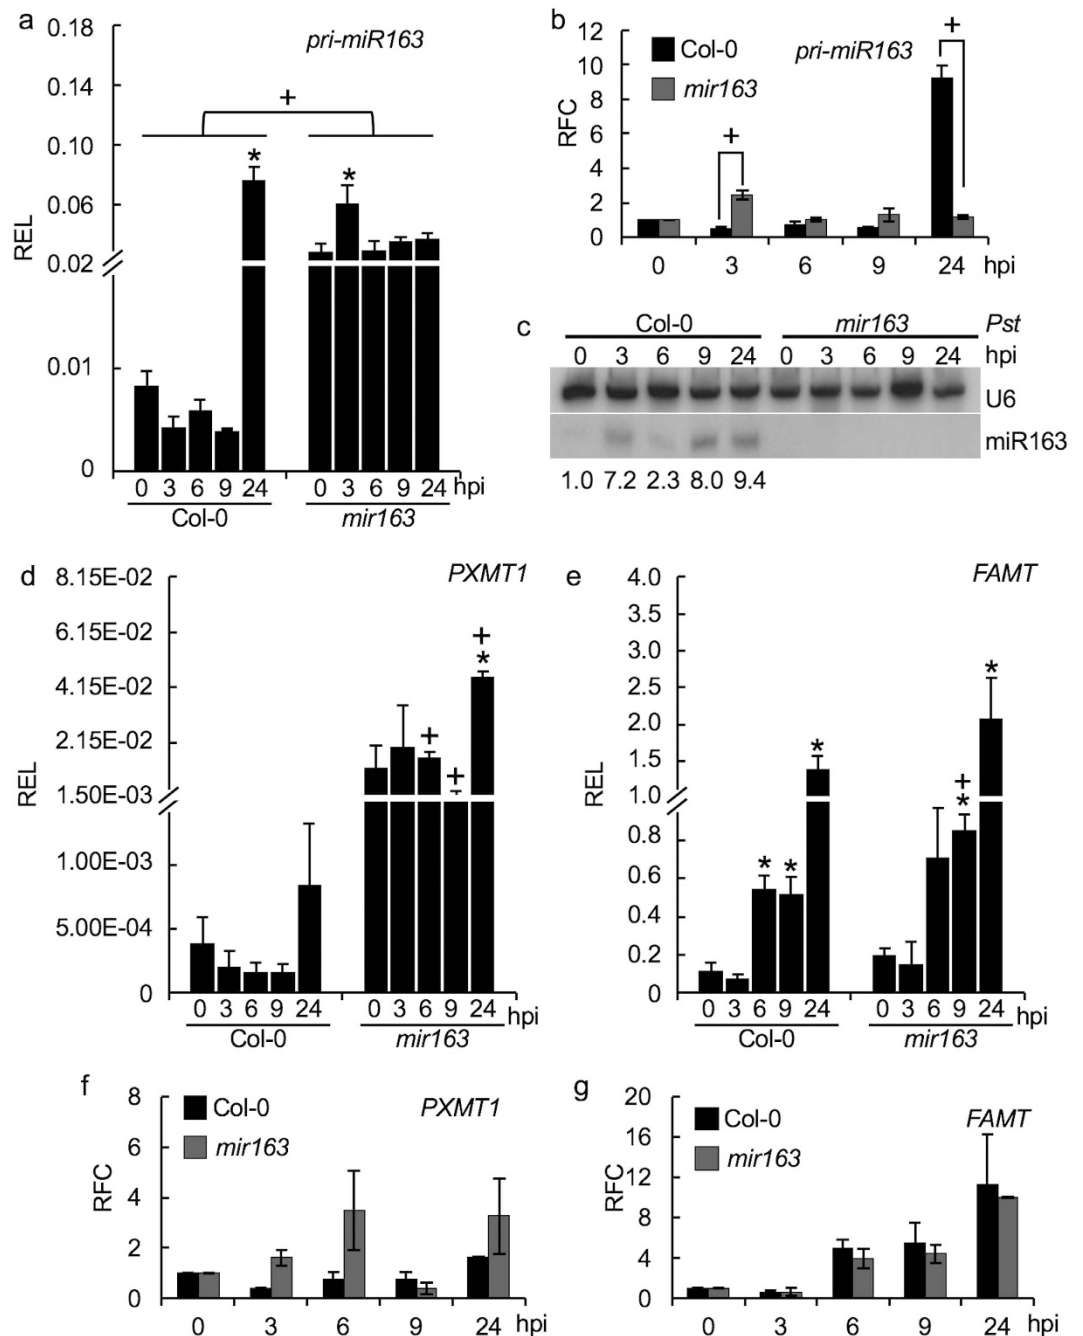 a
pri-miR163
REL
0.18
0.14
0.10
0.06
0.02
0.01
0
+
*
*
0 3 6 9 24 0 3 6 9 24 hpi
Col-0 mir163
b
Col-0 pri-miR163
mir163
RFC
12
10
8
6
4
2
0
+
+
0 3 6 9 24 hpi
c
Col-0 mir163 Pst
0 3 6 9 24 0 3 6 9 24 hpi
U6
miR163
1.0 7.2 2.3 8.0 9.4
d
PXMT1
REL
8.15E-02
6.15E-02
4.15E-02
2.15E-02
1.50E-03
1.00E-03
5.00E-04
0
+
+
+
*
0 3 6 9 24 0 3 6 9 24 hpi
Col-0 mir163
e
FAMT
REL
4.0
3.5
3.0
2.5
2.0
1.5
1.0
0.8
0.6
0.4
0.2
0
* * *
+
*
*
0 3 6 9 24 0 3 6 9 24 hpi
Col-0 mir163
f
Col-0 PXMT1
mir163
RFC
8
6
4
2
0
0 3 6 9 24 hpi
g
Col-0 FAMT
mir163
RFC
20
16
12
8
4
0
0 3 6 9 24 hpi